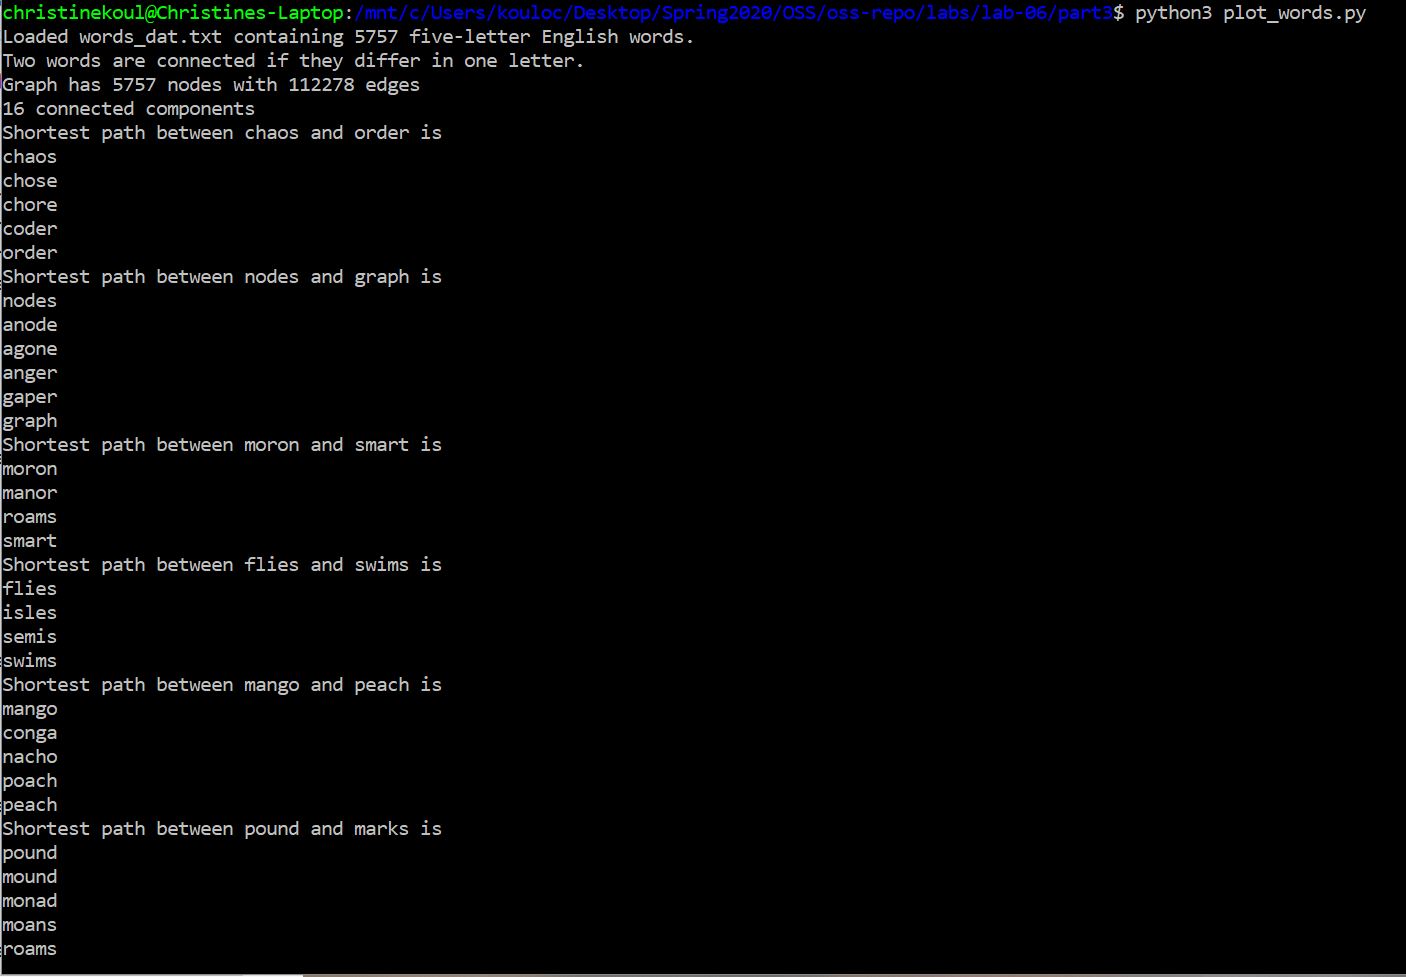 christinekoul@Christines-Laptop:/mnt/c/Users/kouloc/Desktop/Spring2020/OSS/oss-repo/labs/lab-06/part3$ python3 plot_words.py
Loaded words_dat.txt containing 5757 five-letter English words.
Two words are connected if they differ in one letter.
Graph has 5757 nodes with 112278 edges
16 connected components
Shortest path between chaos and order is
chaos
chose
chore
coder
order
Shortest path between nodes and graph is
nodes
anode
agone
anger
gaper
graph
Shortest path between moron and smart is
moron
manor
roams
smart
Shortest path between flies and swims is
flies
isles
semis
swims
Shortest path between mango and peach is
mango
conga
nacho
poach
peach
Shortest path between pound and marks is
pound
mound
monad
moans
roams